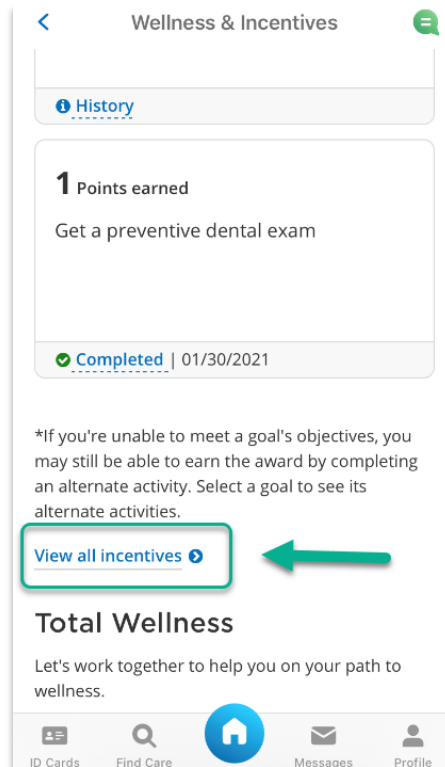 Wellness & Incentives
History
1 Points earned
Get a preventive dental exam
Completed | 01/30/2021
*If you're unable to meet a goal's objectives, you
may still be able to earn the award by completing
an alternate activity. Select a goal to see its
alternate activities.
View all incentives
Total Wellness
Let's work together to help you on your path to
wellness.
ID Cards
Find Care
Messages
Profile